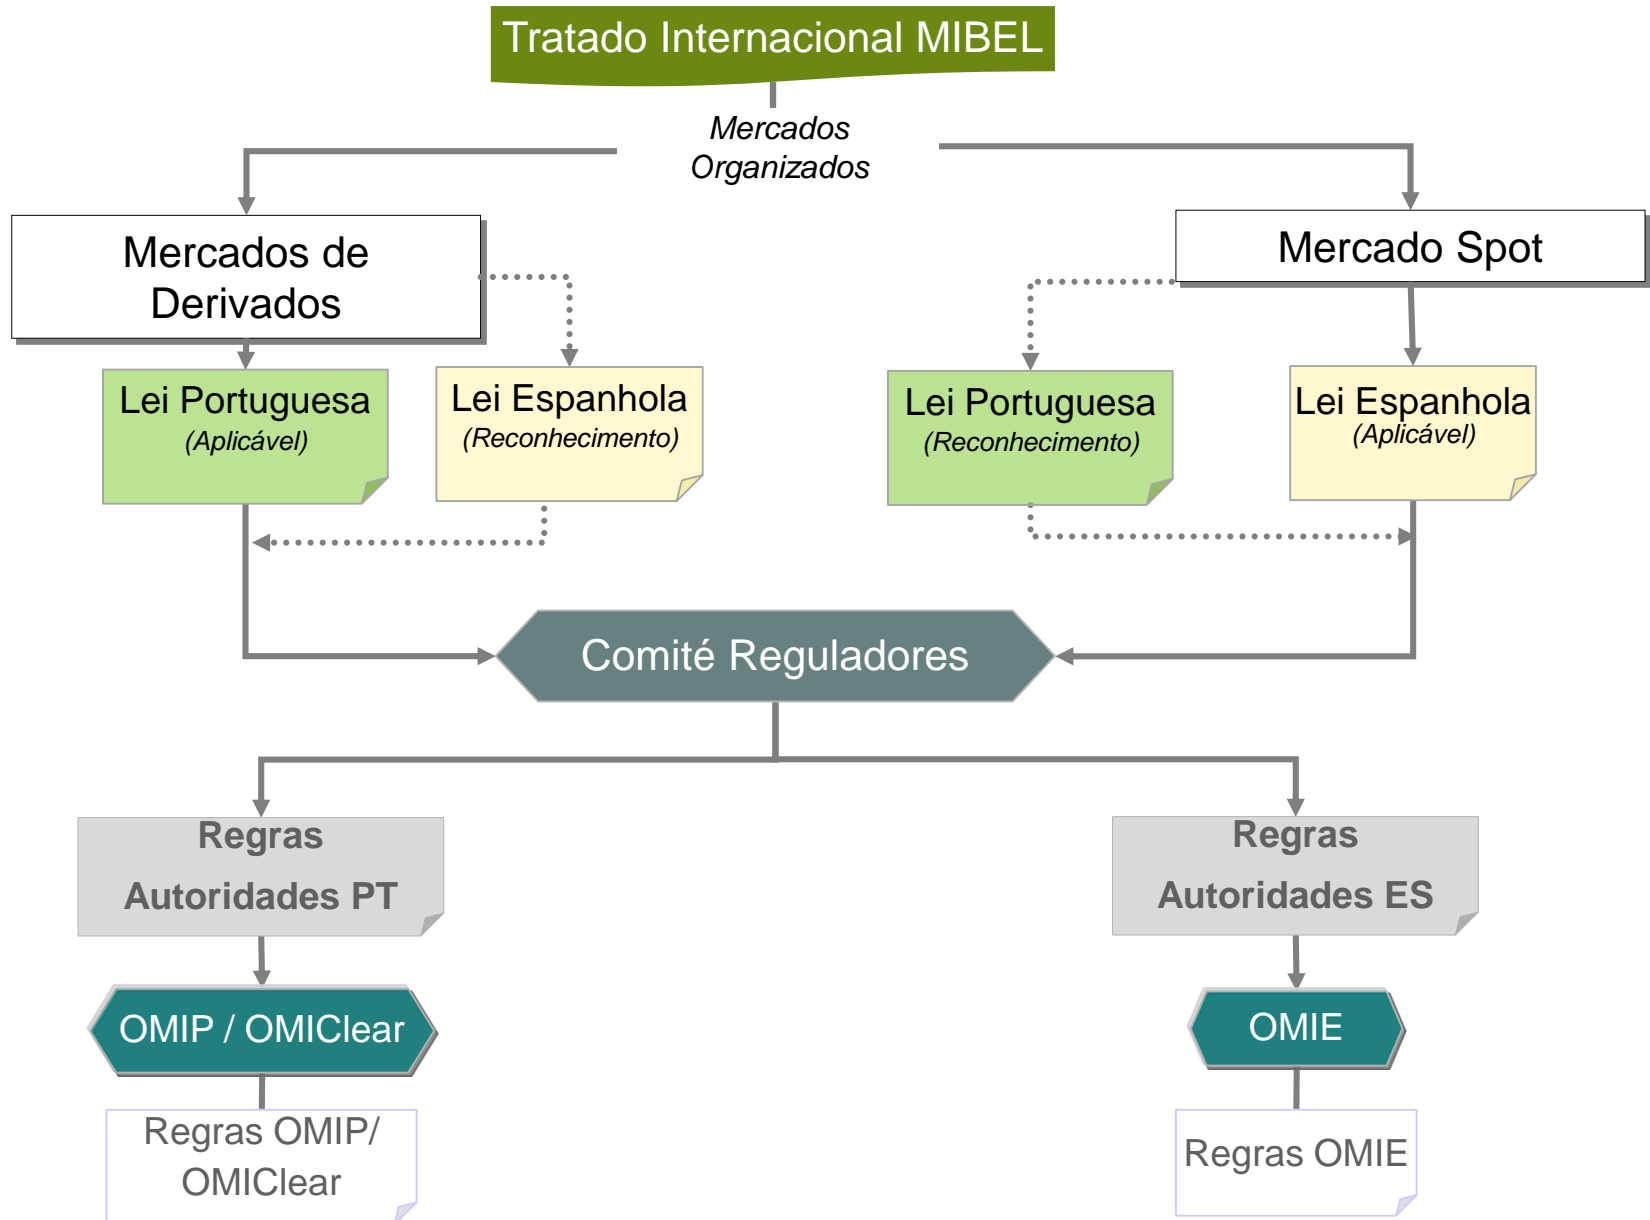 Tratado Internacional MIBEL
Mercados
Organizados
Mercados de
Derivados
Mercado Spot
Lei Portuguesa
(Aplicável)
Lei Espanhola
(Reconhecimento)
Lei Portuguesa
(Reconhecimento)
Lei Espanhola
(Aplicável)
Comité Reguladores
Regras
Autoridades PT
Regras
Autoridades ES
OMIP / OMIClear
OMIE
Regras OMIP/
OMIClear
Regras OMIE